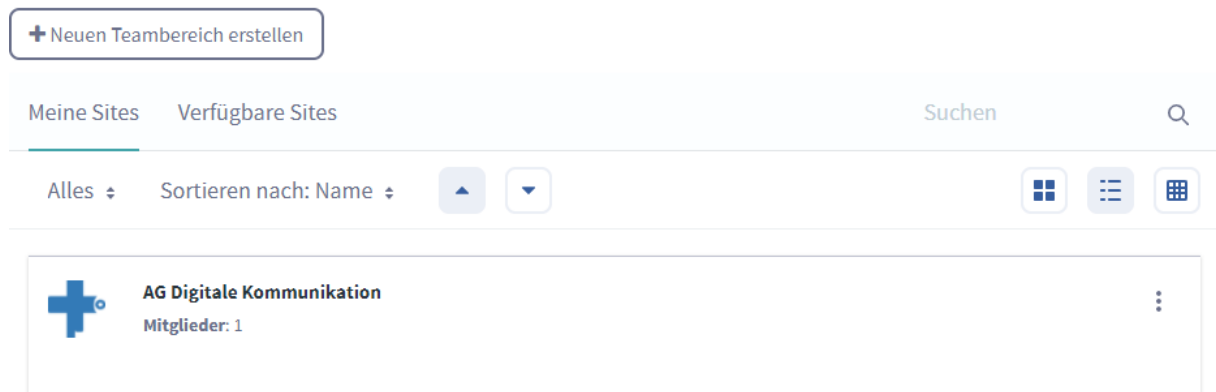 + Neuen Teambereich erstellen
Meine Sites Verfügbare Sites Suchen
Alles Sortieren nach: Name
AG Digitale Kommunikation
Mitglieder: 1